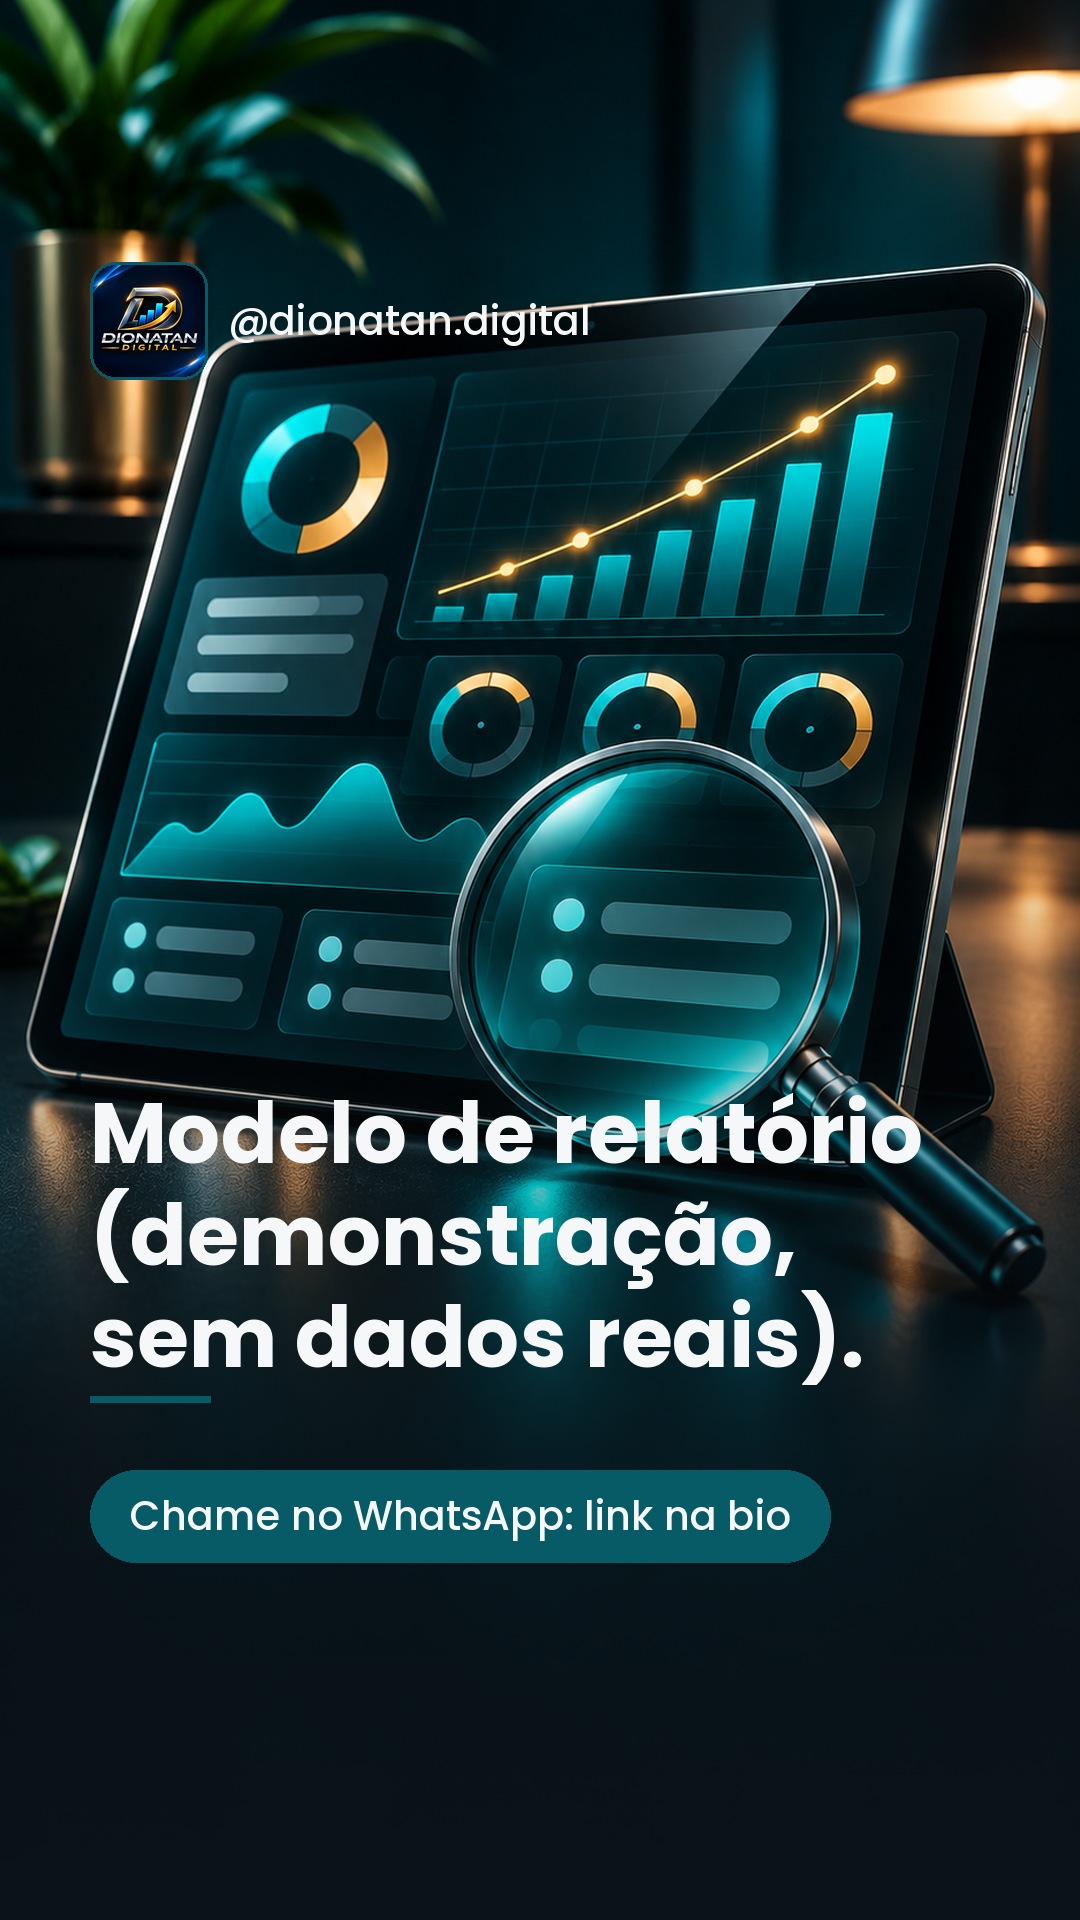 DIONATAN
DIGITAL
@dionatan.digital
Modelo de relatório
(demonstração,
sem dados reais).
Chame no WhatsApp: link na bio